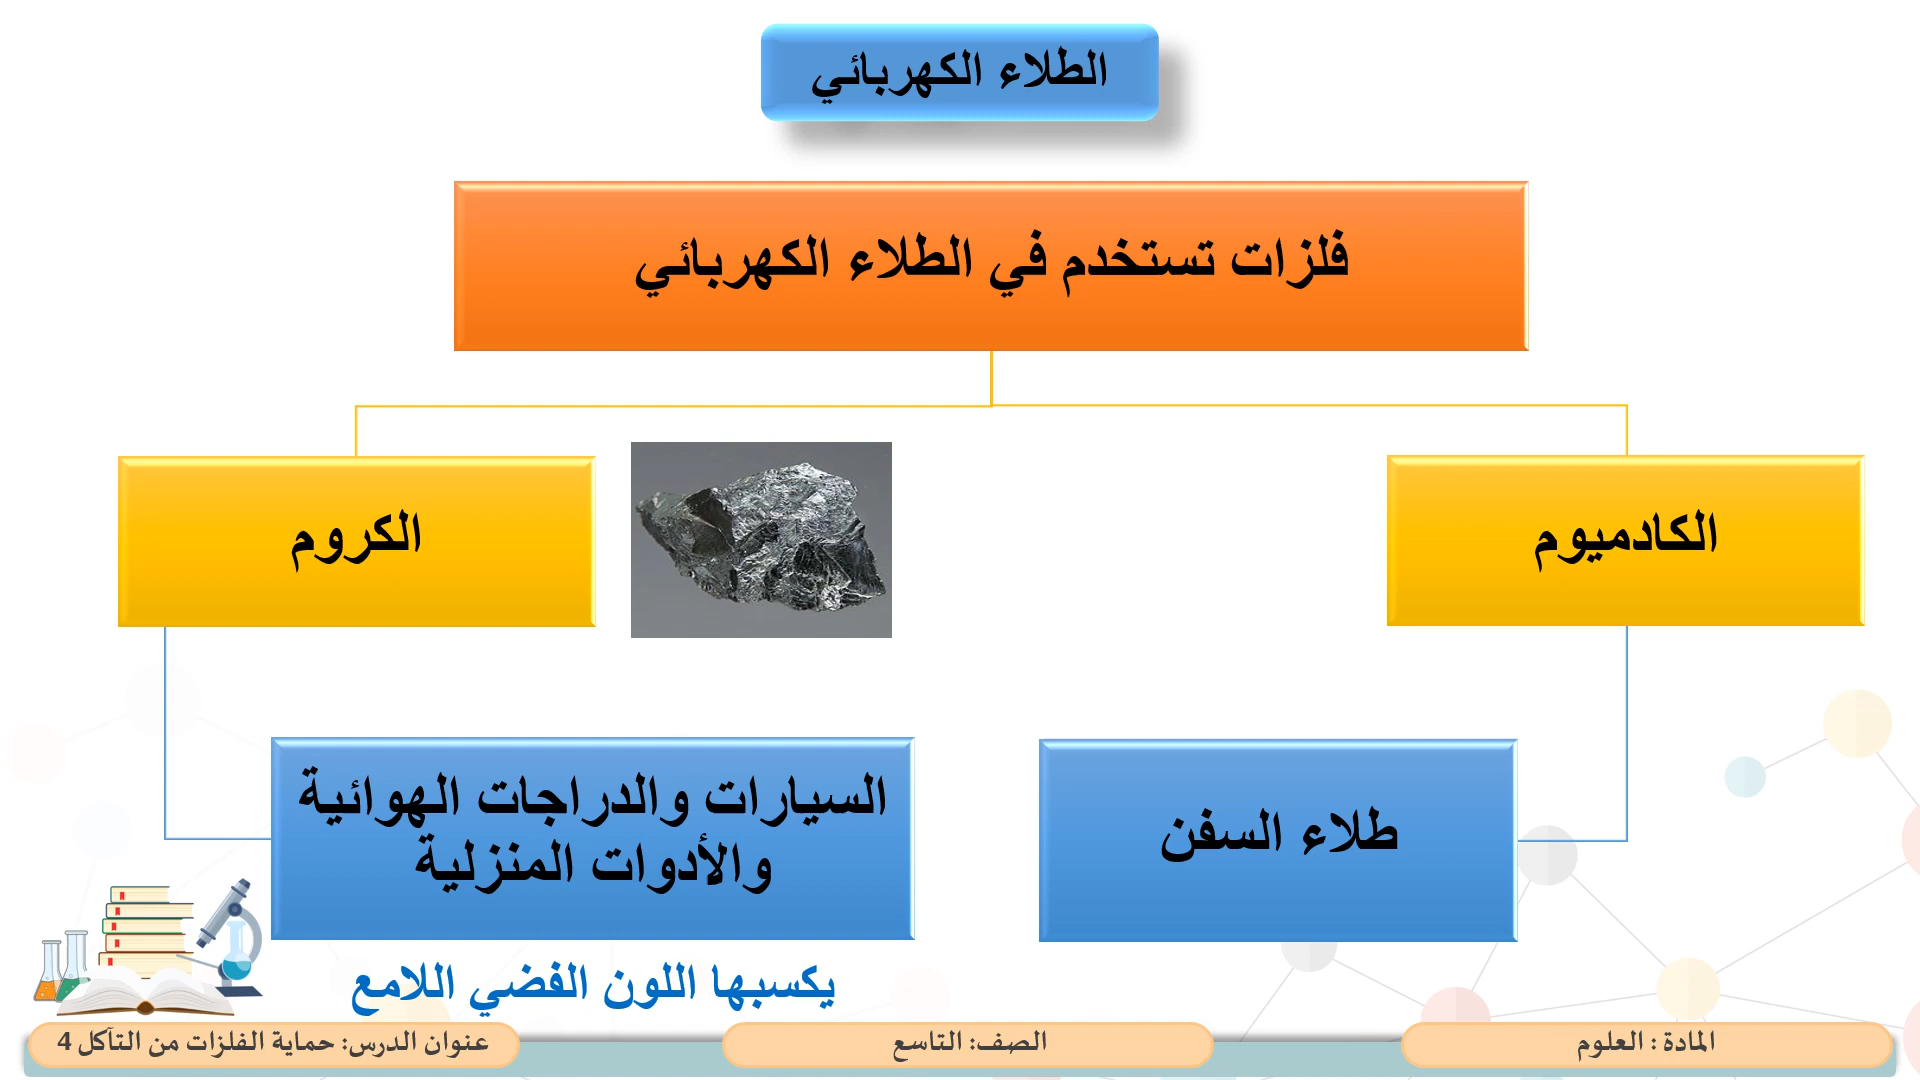 الطلاء الكهربائي
فلزات تستخدم في الطلاء الكهربائي
الكادميوم
الكروم
طلاء السفن
السيارات والدراجات الهوائية
والأدوات المنزلية
يكسبها اللون الفضي اللامع
المادة : العلوم
الصف: التاسع
عنوان الدرس: حماية الفلزات من التآكل 4